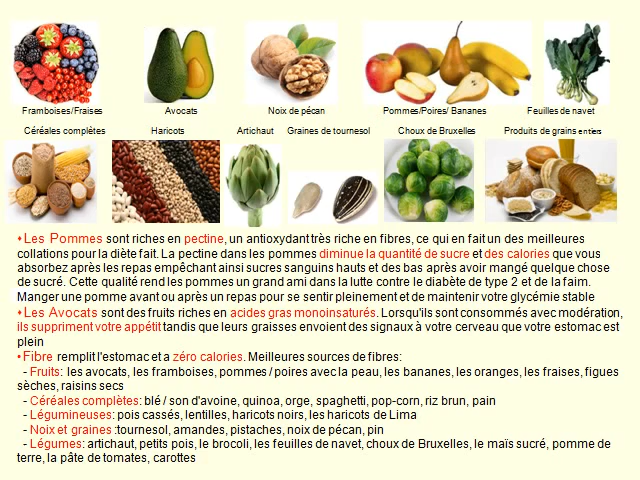 Framboises/Fraises Avocats Noix de pécan Pommes/Poires/ Bananes Feuilles de navet
Céréales complètes Haricots Artichaut Graines de tournesol Choux de Bruxelles Produits de grains entiers
•Les Pommes sont riches en pectine, un antioxydant très riche en fibres, ce qui en fait un des meilleures
collations pour la diète fait. La pectine dans les pommes diminue la quantité de sucre et des calories que vous
absorbez après les repas empêchant ainsi sucres sanguins hauts et des bas après avoir mangé quelque chose
de sucré. Cette qualité rend les pommes un grand ami dans la lutte contre le diabète de type 2 et de la faim.
Manger une pomme avant ou après un repas pour se sentir pleinement et de maintenir votre glycémie stable
•Les Avocats sont des fruits riches en acides gras monoinsaturés. Lorsqu'ils sont consommés avec modération,
ils suppriment votre appétit tandis que leurs graisses envoient des signaux à votre cerveau que votre estomac est
plein
•Fibre remplit l'estomac et a zéro calories. Meilleures sources de fibres:
- Fruits: les avocats, les framboises, pommes / poires avec la peau, les bananes, les oranges, les fraises, figues
sèches, raisins secs
- Céréales complètes: blé / son d'avoine, quinoa, orge, spaghetti, pop-corn, riz brun, pain
- Légumineuses: pois cassés, lentilles, haricots noirs, les haricots de Lima
- Noix et graines :tournesol, amandes, pistaches, noix de pécan, pin
- Légumes: artichaut, petits pois, le brocoli, les feuilles de navet, choux de Bruxelles, le maïs sucré, pomme de
terre, la pâte de tomates, carottes